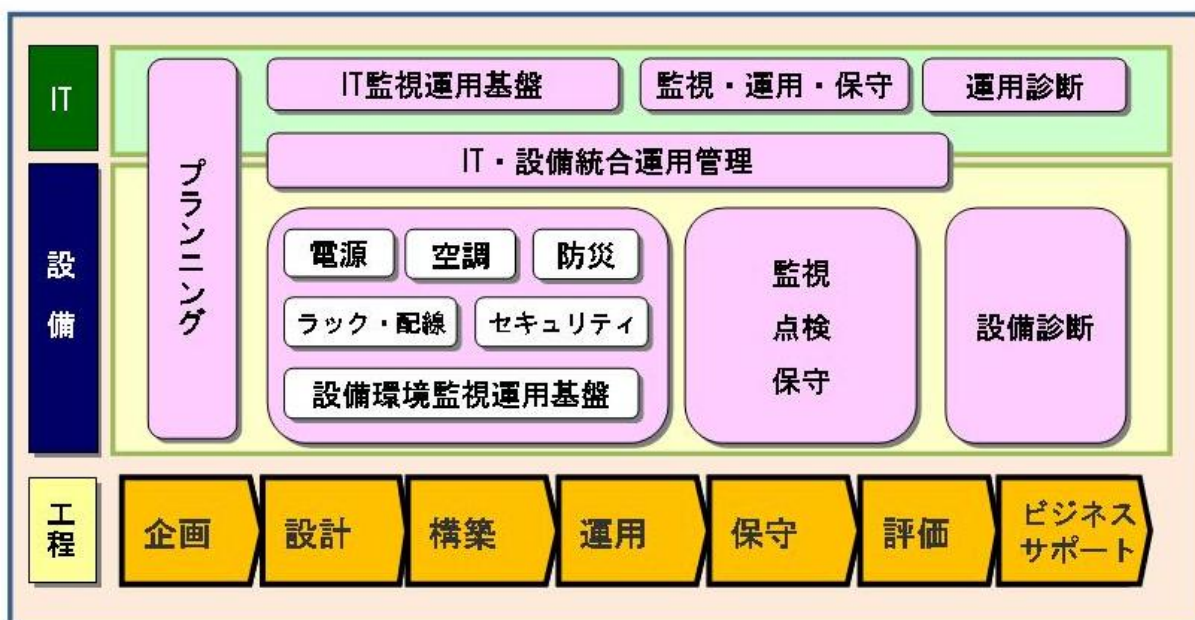 IT
IT監視運用基盤
監視・運用・保守
運用診断
IT・設備統合運用管理
プランニング
設備
電源
空調
防災
ラック・配線
セキュリティ
設備環境監視運用基盤
監視
点検
保守
設備診断
工程
企画
設計
構築
運用
保守
評価
ビジネス
サポート